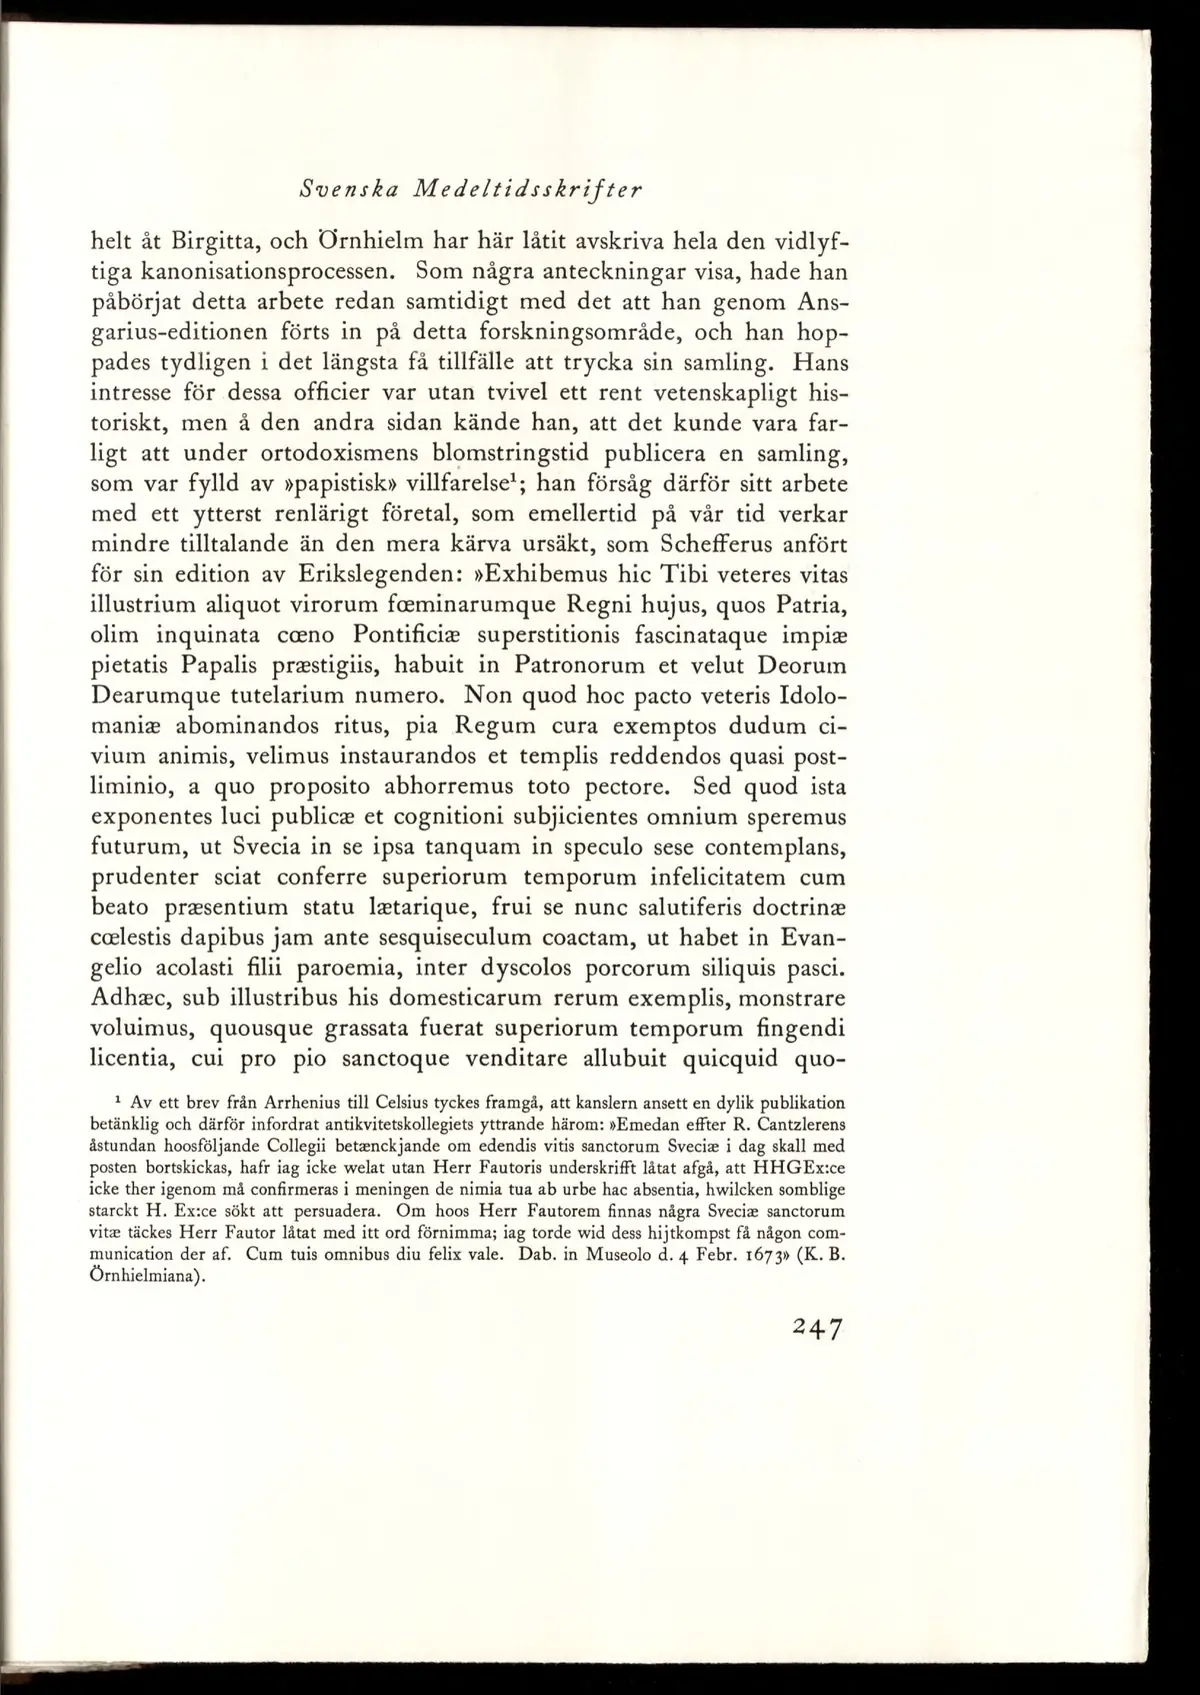 Svenska Medeltidsskrifter
helt åt Birgitta, och Örnhielm har här låtit avskriva hela den vidlyf-
tiga kanonisationsprocessen. Som några anteckningar visa, hade han
påbörjat detta arbete redan samtidigt med det att han genom Ans-
garius-editionen förts in på detta forskningsområde, och han hop-
pades tydligen i det längsta få tillfälle att trycka sin samling. Hans
intresse för dessa officier var utan tvivel ett rent vetenskapligt his-
toriskt, men å den andra sidan kände han, att det kunde vara far-
ligt att under ortodoxismens blomstringstid publicera en samling,
som var fylld av »papistisk» villfarelse¹; han försåg därför sitt arbete
med ett ytterst renlärigt företal, som emellertid på vår tid verkar
mindre tilltalande än den mera kärva ursäkt, som Schefferus anfört
för sin edition av Erikslegenden: »Exhibemus hic Tibi veteres vitas
illustrium aliquot virorum fœminarumque Regni hujus, quos Patria,
olim inquinata cœno Pontificiæ superstitionis fascinataque impiæ
pietatis Papalis præstigiis, habuit in Patronorum et velut Deorum
Dearumque tutelarium numero. Non quod hoc pacto veteris Idolo-
maniæ abominandos ritus, pia Regum cura exemptos dudum ci-
vium animis, velimus instaurandos et templis reddendos quasi post-
liminio, a quo proposito abhorremus toto pectore. Sed quod ista
exponentes luci publicæ et cognitioni subjicientes omnium speremus
futurum, ut Svecia in se ipsa tanquam in speculo sese contemplans,
prudenter sciat conferre superiorum temporum infelicitatem cum
beato præsentium statu lætarique, frui se nunc salutiferis doctrinæ
cœlestis dapibus jam ante sesquiseculum coactam, ut habet in Evan-
gelio acolasti filii paroemia, inter dyscolos porcorum siliquis pasci.
Adhæc, sub illustribus his domesticarum rerum exemplis, monstrare
voluimus, quousque grassata fuerat superiorum temporum fingendi
licentia, cui pro pio sanctoque venditare allubuit quicquid quo-
¹ Av ett brev från Arrhenius till Celsius tyckes framgå, att kanslern ansett en dylik publikation
betänklig och därför infordrat antikvitetskollegiets yttrande härom: »Emedan effter R. Cantzlerens
åstundan hoosföljande Collegii betænckjande om edendis vitis sanctorum Sveciæ i dag skall med
posten bortskickas, hafr iag icke welat utan Herr Fautoris underskrifft låtat afgå, att HHGEx:ce
icke ther igenom må confirmeras i meningen de nimia tua ab urbe hac absentia, hwilcken somblige
starckt H. Ex:ce sökt att persuadera. Om hoos Herr Fautorem finnas några Sveciæ sanctorum
vitæ täckes Herr Fautor låtat med itt ord förnimma; iag torde wid dess hijtkompst få någon com-
munication der af. Cum tuis omnibus diu felix vale. Dab. in Museolo d. 4 Febr. 1673» (K. B.
Örnhielmiana).
247